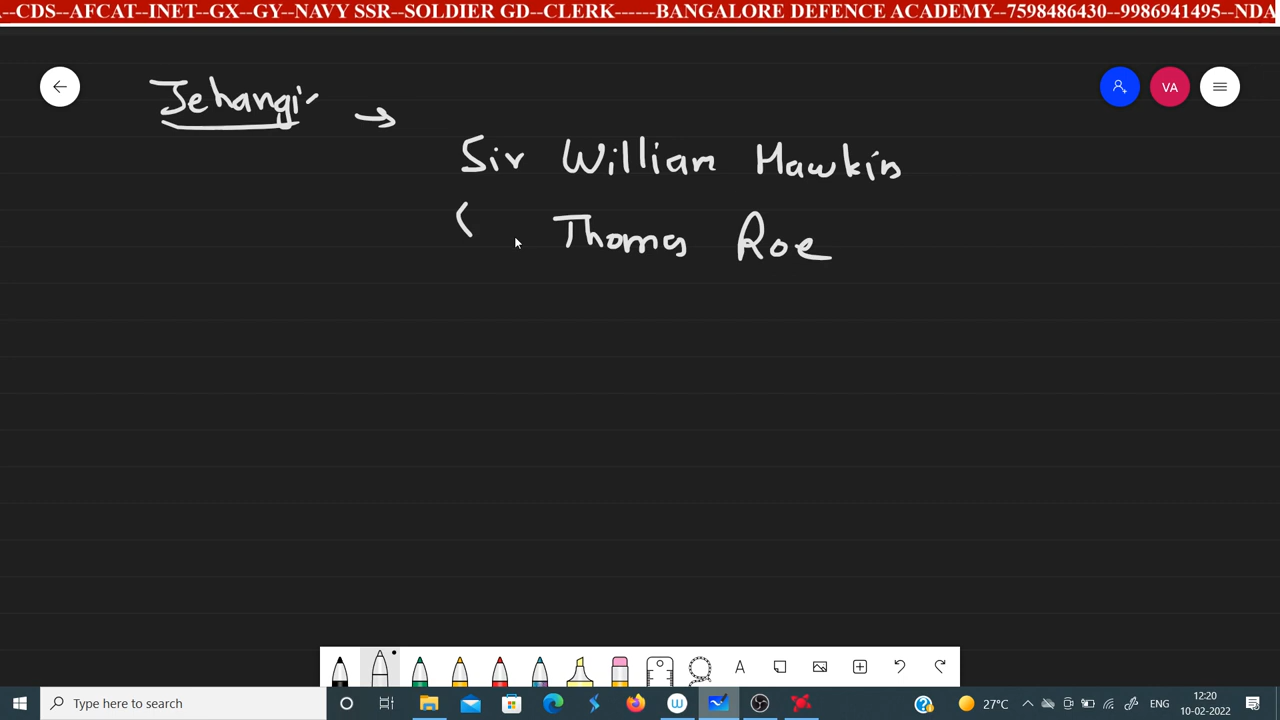 --CDS--AFCAT--INET--GX--GY--NAVY SSR--SOLDIER GD--CLERK------BANGALORE DEFENCE ACADEMY--7598486430--9986941495--NDA
Jehangir →
VA
Sir William Hawkins
( Thomas Roe
A
Type here to search
27°C
ENG
12:20
10-02-2022